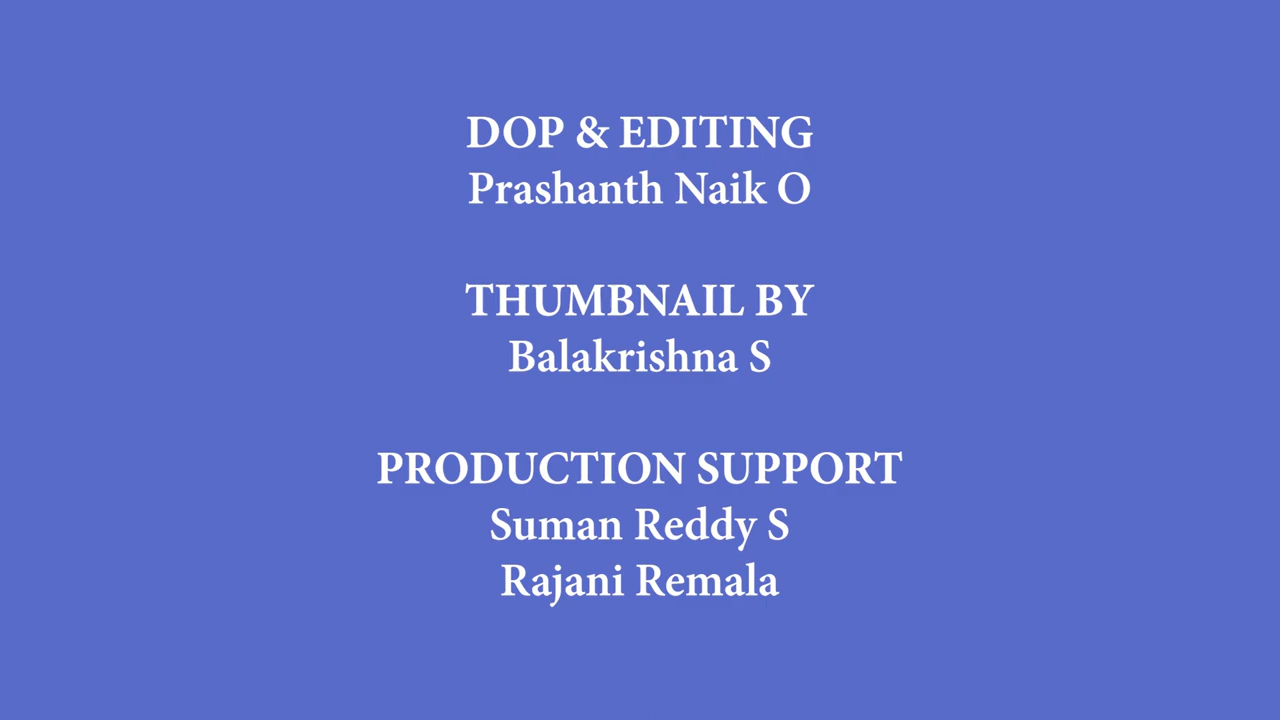 DOP & EDITING
Prashanth Naik O
THUMBNAIL BY
Balakrishna S
PRODUCTION SUPPORT
Suman Reddy S
Rajani Remala